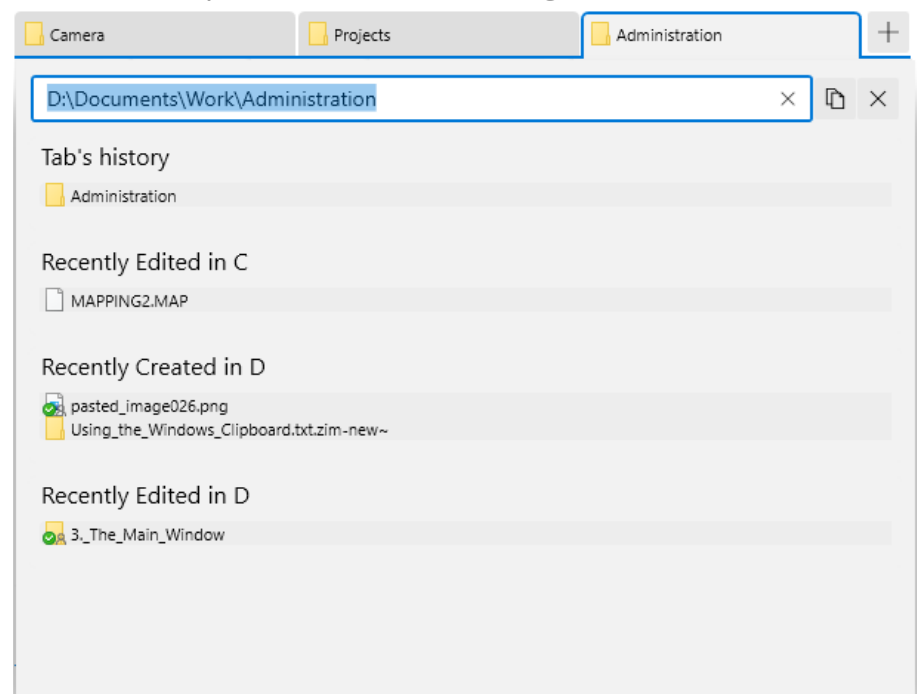 Camera
Projects
Administration
D:\Documents\Work\Administration
Tab's history
Administration
Recently Edited in C
MAPPING2.MAP
Recently Created in D
pasted_image026.png
Using_the_Windows_Clipboard.txt.zim-new~
Recently Edited in D
3._The_Main_Window